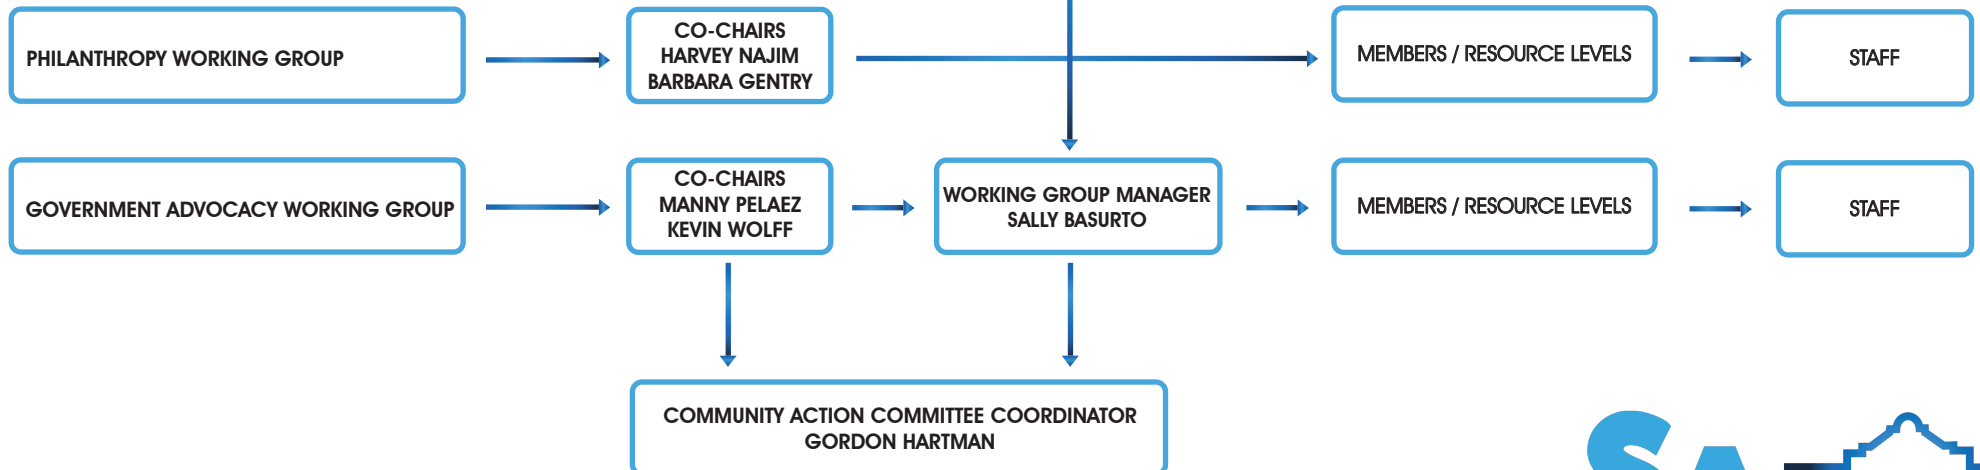 PHILANTHROPY WORKING GROUP
CO-CHAIRS
HARVEY NAJIM
BARBARA GENTRY
MEMBERS / RESOURCE LEVELS
STAFF
GOVERNMENT ADVOCACY WORKING GROUP
CO-CHAIRS
MANNY PELAEZ
KEVIN WOLFF
WORKING GROUP MANAGER
SALLY BASURTO
MEMBERS / RESOURCE LEVELS
STAFF
COMMUNITY ACTION COMMITTEE COORDINATOR
GORDON HARTMAN
SA